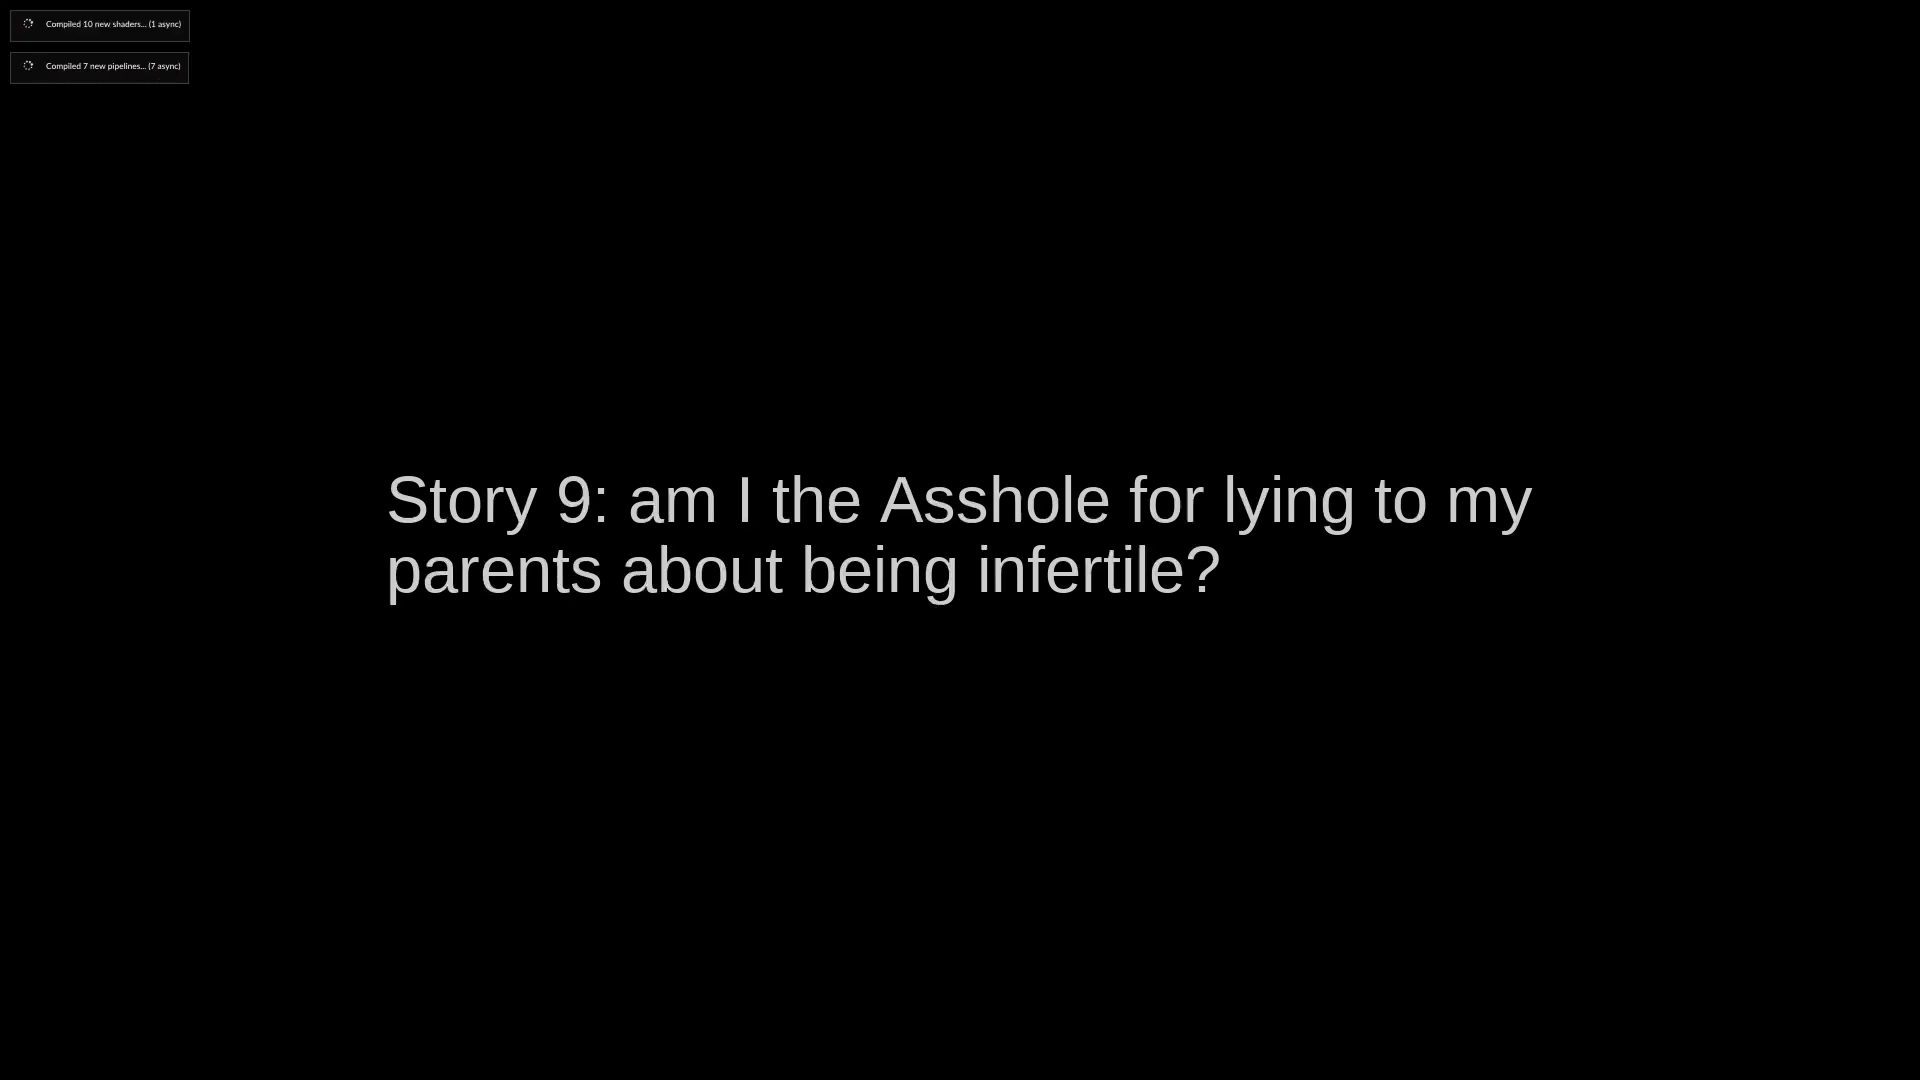 Compiled 10 new shaders... (1 async)
Compiled 7 new pipelines... (7 async)
Story 9: am I the Asshole for lying to my
parents about being infertile?